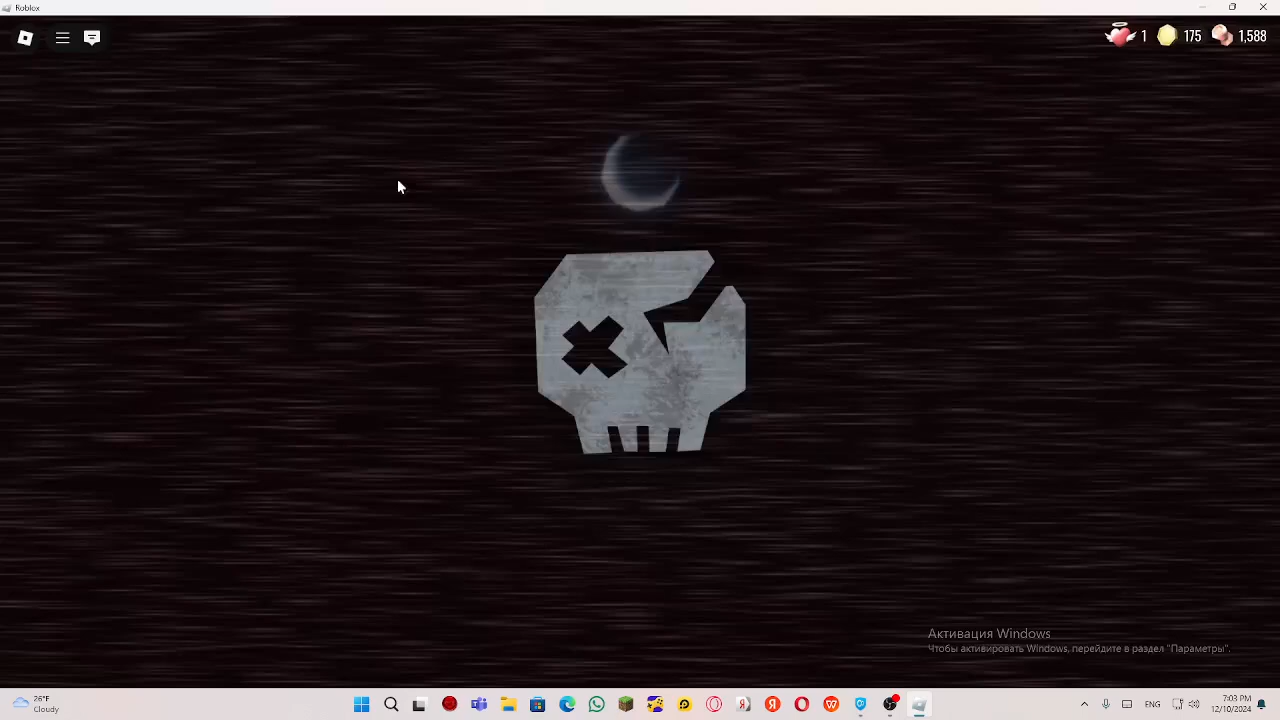 Roblox
1 175 1,588
Активация Windows
Чтобы активировать Windows, перейдите в раздел "Параметры".
26°F
Cloudy
ENG
7:03 PM
12/10/2024